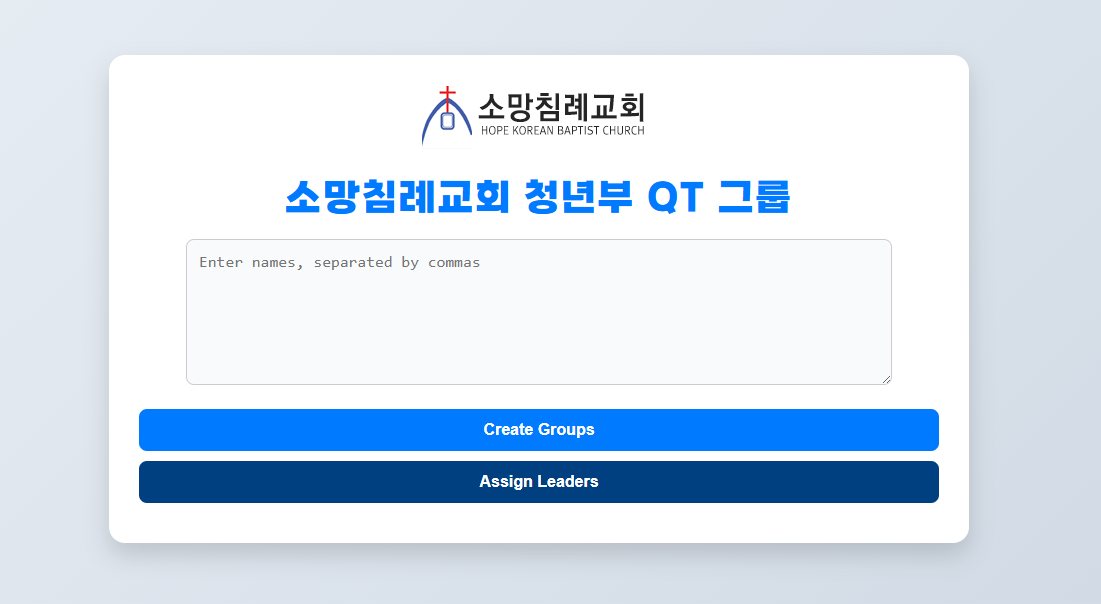 소망침례교회
HOPE KOREAN BAPTIST CHURCH
소망침례교회 청년부 QT 그룹
Enter names, separated by commas
Create Groups
Assign Leaders